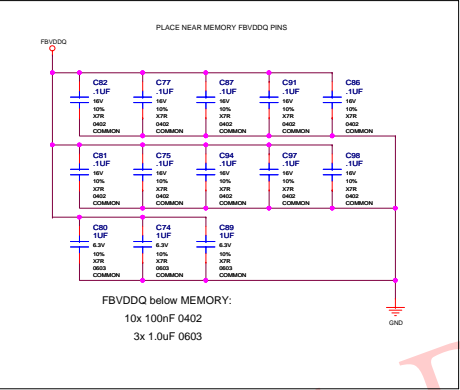 PLACE NEAR MEMORY FBVDDQ PINS
FBVDDQ
C82 C77 C87 C91 C86
.1UF .1UF .1UF .1UF .1UF
16V 16V 16V 16V 16V
10% 10% 10% 10% 10%
X7R X7R X7R X7R X7R
0402 0402 0402 0402 0402
COMMON COMMON COMMON COMMON COMMON
C81 C75 C94 C97 C98
.1UF .1UF .1UF .1UF .1UF
16V 16V 16V 16V 16V
10% 10% 10% 10% 10%
X7R X7R X7R X7R X7R
0402 0402 0402 0402 0402
COMMON COMMON COMMON COMMON COMMON
C80 C74 C89
1UF 1UF 1UF
6.3V 6.3V 6.3V
10% 10% 10%
X7R X7R X7R
0603 0603 0603
COMMON COMMON COMMON
FBVDDQ below MEMORY:
10x 100nF 0402
3x 1.0uF 0603
GND